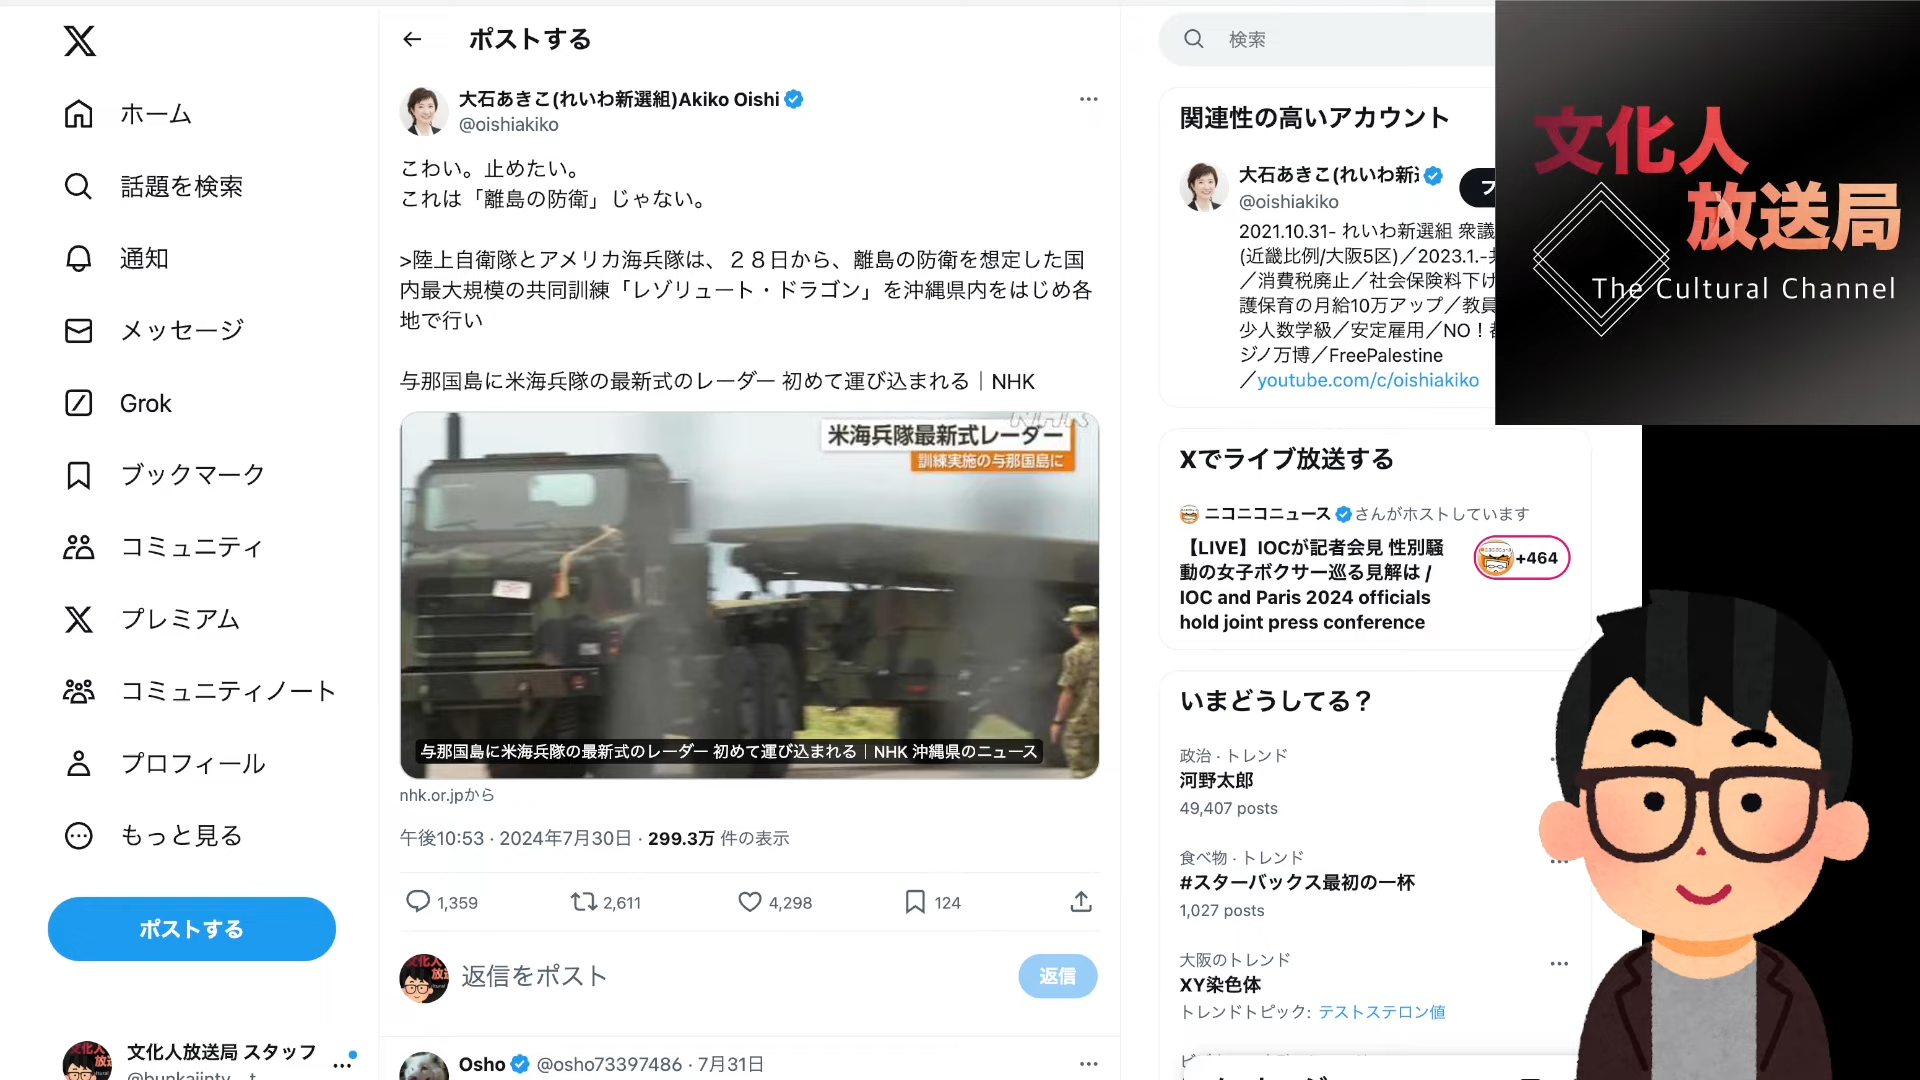 ホーム
話題を検索
通知
メッセージ
Grok
ブックマーク
コミュニティ
プレミアム
コミュニティノート
プロフィール
もっと見る
ポストする
文化人放送局 スタッフ
ポストする
大石あきこ(れいわ新選組)Akiko Oishi
@oishiakiko
こわい。止めたい。
これは「離島の防衛」じゃない。
>陸上自衛隊とアメリカ海兵隊は、２８日から、離島の防衛を想定した国
内最大規模の共同訓練「レゾリュート・ドラゴン」を沖縄県内をはじめ各
地で行い
与那国島に米海兵隊の最新式のレーダー 初めて運び込まれる｜NHK
NHK
米海兵隊最新式レーダー
訓練実施の与那国島に
与那国島に米海兵隊の最新式のレーダー 初めて運び込まれる｜NHK 沖縄県のニュース
nhk.or.jpから
午後10:53 · 2024年7月30日 · 299.3万 件の表示
1,359
2,611
4,298
124
返信をポスト
返信
Osho @osho73397486 · 7月31日
検索
関連性の高いアカウント
大石あきこ(れいわ新
@oishiakiko
フ
2021.10.31- れいわ新選組 衆議
(近畿比例/大阪5区)／2023.1.-
／消費税廃止／社会保険料下げ
護保育の月給10万アップ／教員
少人数学級／安定雇用／NO！
ジノ万博／FreePalestine
／youtube.com/c/oishiakiko
Xでライブ放送する
ニコニコニュース さんがホストしています
【LIVE】IOCが記者会見 性別騒
動の女子ボクサー巡る見解は /
IOC and Paris 2024 officials
hold joint press conference
+464
いまどうしてる？
政治 · トレンド
河野太郎
49,407 posts
食べ物 · トレンド
#スターバックス最初の一杯
1,027 posts
大阪のトレンド
XY染色体
トレンドトピック: テストステロン値
文化人
放送局
The Cultural Channel